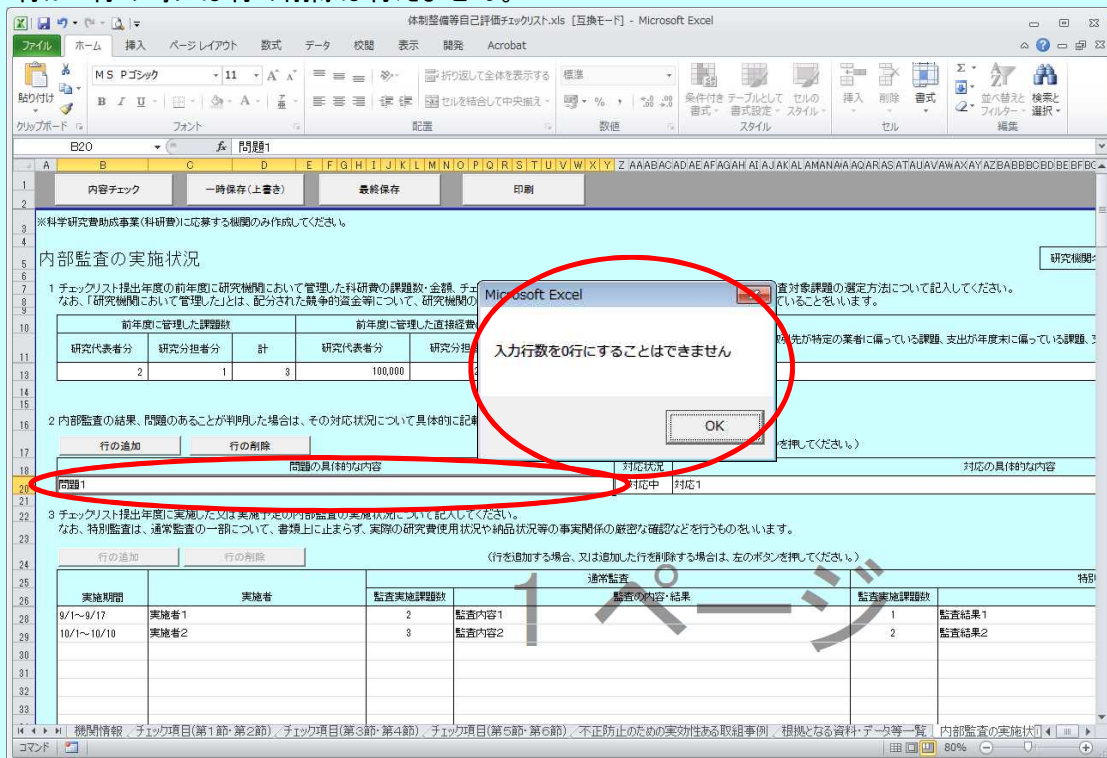 体制整備等自己評価チェックリスト.xls [互換モード] - Microsoft Excel
ファイル ホーム 挿入 ページ レイアウト 数式 データ 校閲 表示 開発 Acrobat
貼り付け MS Pゴシック 11 折り返して全体を表示する 標準
B I U セルを結合して中央揃え % 条件付き書式 テーブルとして書式設定 セルのスタイル 挿入 削除 書式 並べ替えとフィルター 検索と選択
クリップボード フォント 配置 数値 スタイル セル 編集
B20 fx 問題1
内容チェック 一時保存(上書き) 最終保存 印刷
※科学研究費助成事業(科研費)に応募する機関のみ作成してください。
内部監査の実施状況
1 チェックリスト提出年度の前年度に研究機関において管理した科研費の課題数・金額、チェ 査対象課題の選定方法について記入してください。
なお、「研究機関において管理した」とは、配分された競争的資金等について、研究機関の ていることをいいます。
前年度に管理した課題数 前年度に管理した直接経費
研究代表者分 研究分担者分 計 研究代表者分 研究分担 先が特定の業者に偏っている課題、支出が年度末に偏っている課題、
2 1 3 100,000
Microsoft Excel
入力行数を0行にすることはできません
OK
2 内部監査の結果、問題のあることが判明した場合は、その対応状況について具体的に記
行の追加 行の削除 を押してください。)
問題の具体的な内容 対応状況 対応の具体的な内容
問題1 対応中 対応1
3 チェックリスト提出年度に実施した又は実施予定の内部監査の実施状況について記入してください。
なお、特別監査は、通常監査の一部について、書類上に止まらず、実際の研究費使用状況や納品状況等の事実関係の厳密な確認などを行うものをいいます。
行の追加 行の削除 (行を追加する場合、又は追加した行を削除する場合は、左のボタンを押してください。)
通常監査 特別
実施期間 実施者 監査実施課題数 監査の内容・結果 監査実施課題数
9/1～9/17 実施者1 2 監査内容1 1 監査結果1
10/1～10/10 実施者2 3 監査内容2 2 監査結果2
1 ページ
機関情報 チェック項目(第1節・第2節) チェック項目(第3節・第4節) チェック項目(第5節・第6節) 不正防止のための実効性ある取組事例 根拠となる資料・データ等一覧 内部監査の実施状
コマンド 80%